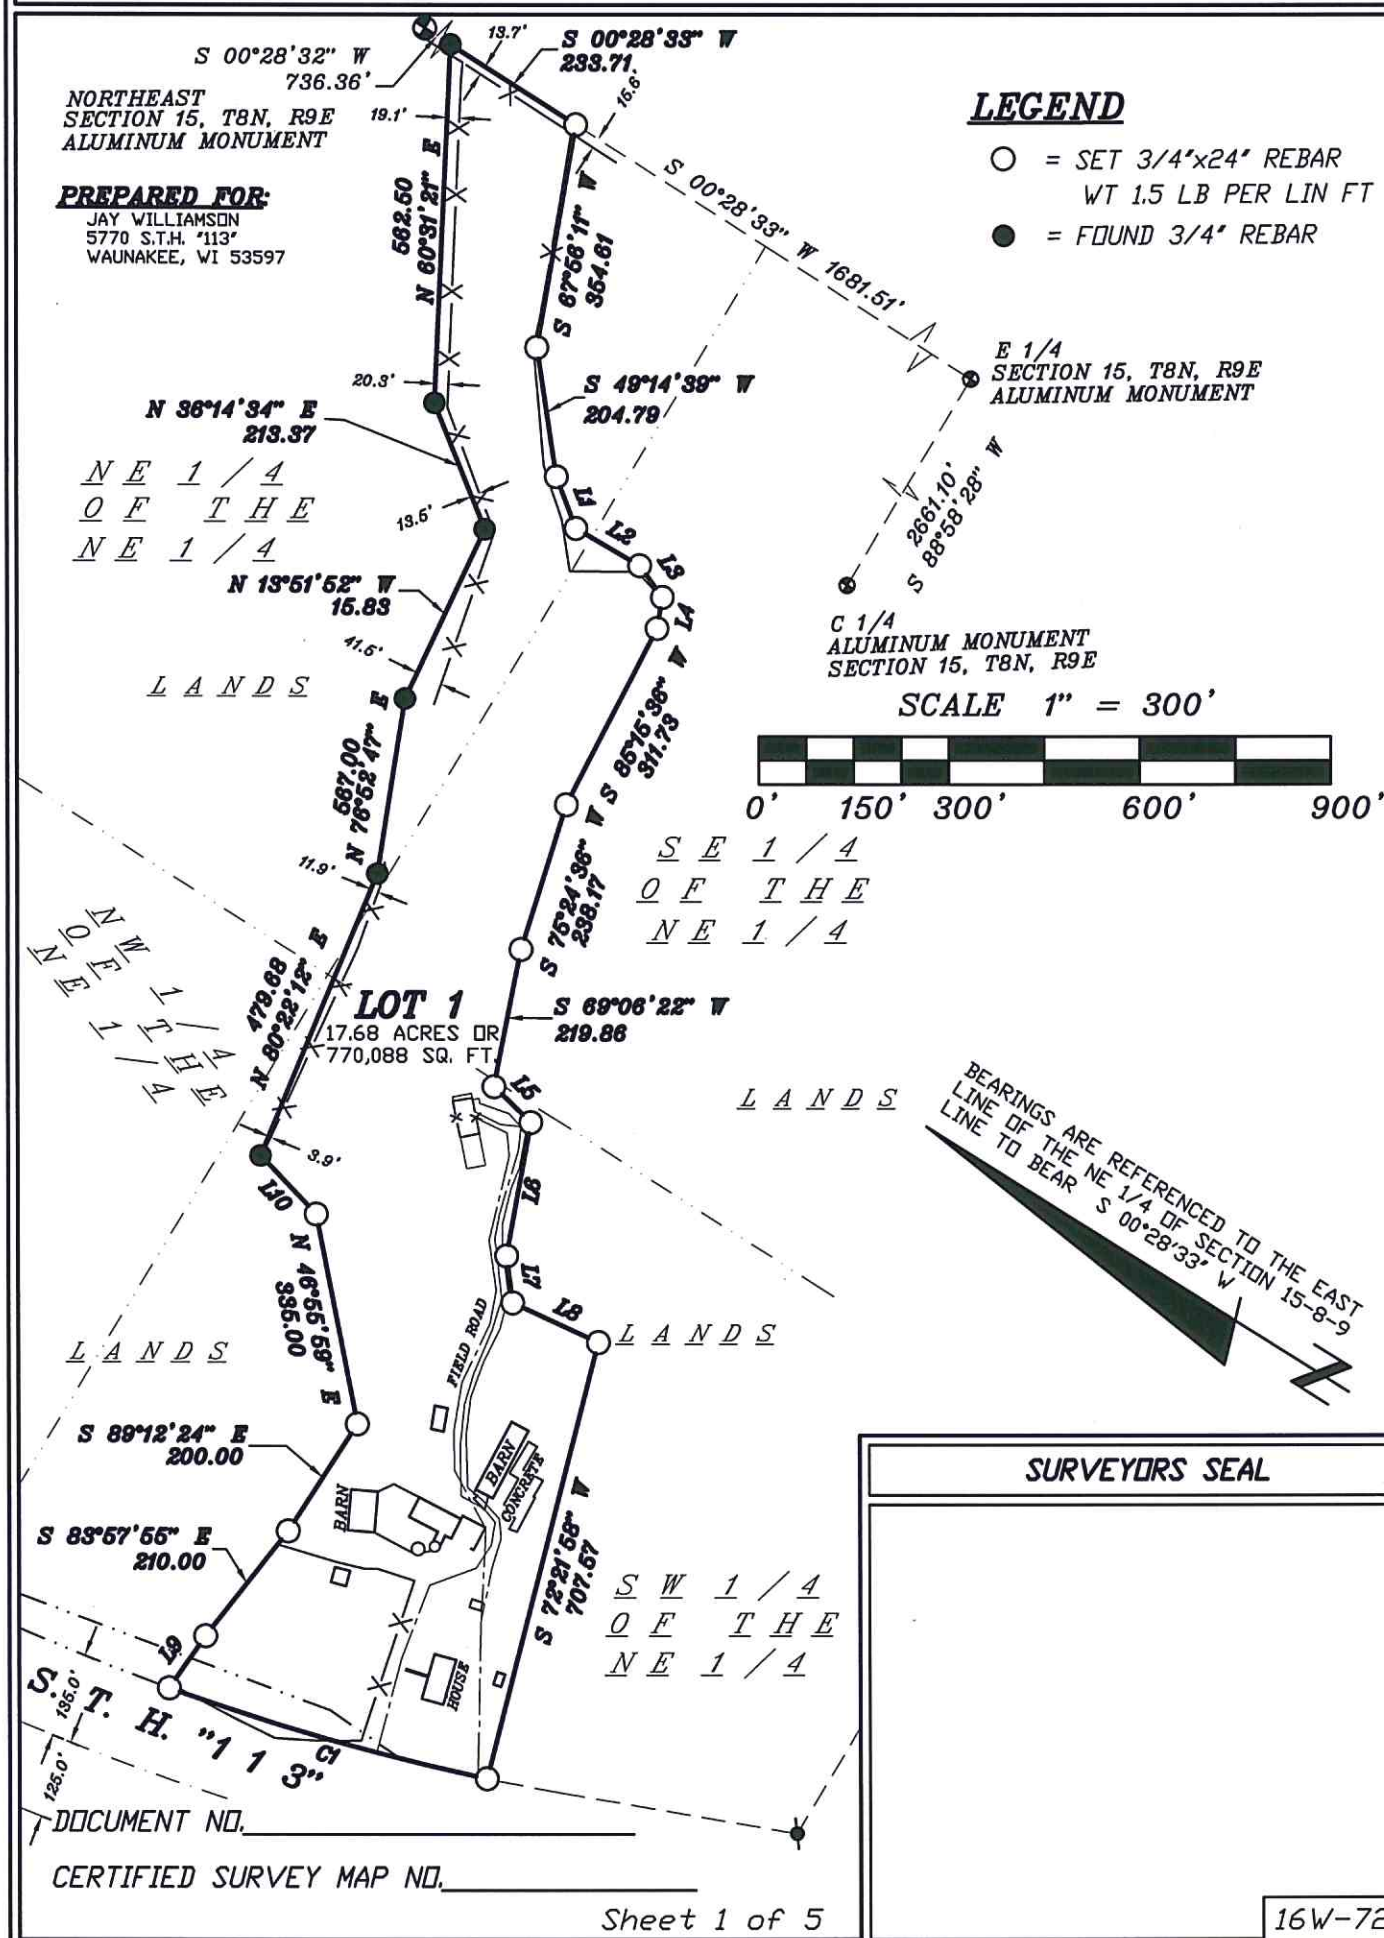 S 00°28'32" W
736.36'
NORTHEAST
SECTION 15, T8N, R9E
ALUMINUM MONUMENT
13.7'
S 00°28'33" W
233.71
15.6'
19.1'
PREPARED FOR:
JAY WILLIAMSON
5770 S.T.H. "113"
WAUNAKEE, WI 53597
LEGEND
= SET 3/4"x24" REBAR
WT 1.5 LB PER LIN FT
= FOUND 3/4" REBAR
562.50
N 60°31'21" E
S 67°56'11" W
354.61
S 00°28'33" W 1681.51'
E 1/4
SECTION 15, T8N, R9E
ALUMINUM MONUMENT
20.3'
N 36°14'34" E
213.37
S 49°14'39" W
204.79
NE 1/4
OF THE
NE 1/4
13.5'
L1
L2
L3
L4
2661.10'
S 88°58'28" W
N 13°51'52" W
15.83
41.5'
C 1/4
ALUMINUM MONUMENT
SECTION 15, T8N, R9E
LANDS
S 85°15'36" W
311.73
SCALE 1" = 300'
0' 150' 300' 600' 900'
567.00
N 76°52'47" E
11.9'
S 75°24'36" W
238.17
SE 1/4
OF THE
NE 1/4
NW 1/4
OF THE
NE 1/4
479.68
N 80°22'12" E
LOT 1
17.68 ACRES OR
770,088 SQ. FT.
S 69°06'22" W
219.86
L5
LANDS
BEARINGS ARE REFERENCED TO THE EAST
LINE OF THE NE 1/4 OF SECTION 15-8-9
LINE TO BEAR S 00°28'33" W
3.9'
L10
L6
L7
L8
N 46°55'59" E
335.00
FIELD ROAD
LANDS
LANDS
S 89°12'24" E
200.00
BARN
BARN
CONCRETE
S 83°57'55" E
210.00
S 72°21'58" W
707.57
SW 1/4
OF THE
NE 1/4
HOUSE
L9
S. T. H. "113"
135.0'
125.0'
C1
SURVEYORS SEAL
DOCUMENT NO.
CERTIFIED SURVEY MAP NO.
Sheet 1 of 5
16W-72